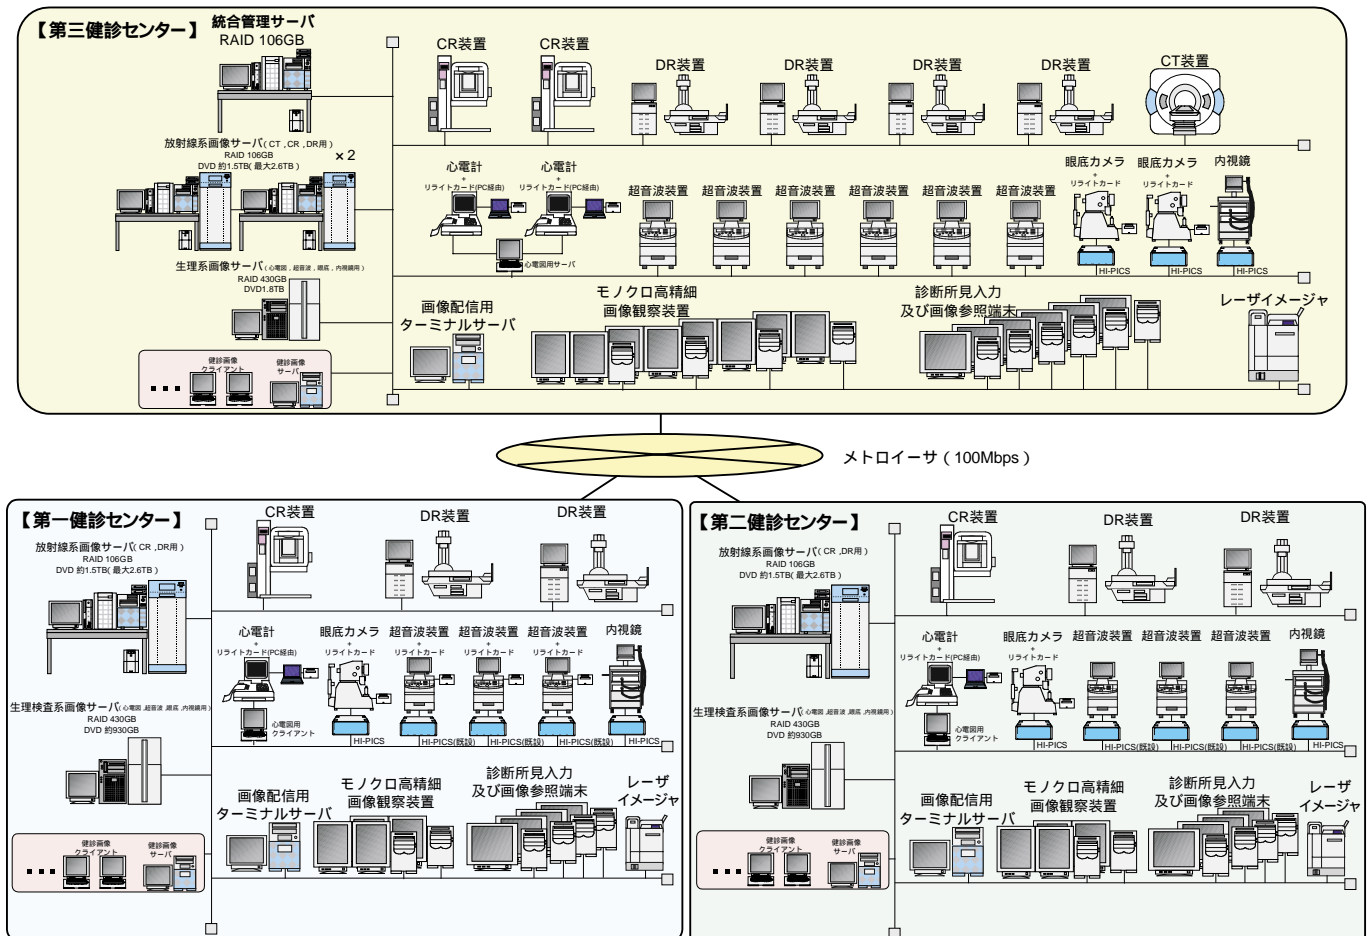 【第三健診センター】
統合管理サーバ
RAID 106GB
CR装置
CR装置
DR装置
DR装置
DR装置
DR装置
CT装置
放射線系画像サーバ(CT,CR,DR用)
RAID 106GB
DVD 約1.5TB(最大2.6TB)
×2
心電計
+
リライトカード(PC経由)
心電計
+
リライトカード(PC経由)
心電図用サーバ
超音波装置
超音波装置
超音波装置
超音波装置
超音波装置
超音波装置
眼底カメラ
+
リライトカード
眼底カメラ
+
リライトカード
内視鏡
HI-PICS
HI-PICS
HI-PICS
生理系画像サーバ(心電図,超音波,眼底,内視鏡用)
RAID 430GB
DVD1.8TB
画像配信用
ターミナルサーバ
モノクロ高精細
画像観察装置
診断所見入力
及び画像参照端末
レーザイメージャ
健診画像
クライアント
健診画像
サーバ
メトロイーサ(100Mbps)
【第一健診センター】
CR装置
DR装置
DR装置
放射線系画像サーバ(CR,DR用)
RAID 106GB
DVD 約1.5TB(最大2.6TB)
心電計
+
リライトカード(PC経由)
眼底カメラ
+
リライトカード
超音波装置
+
リライトカード
超音波装置
+
リライトカード
超音波装置
+
リライトカード
内視鏡
心電図用
クライアント
HI-PICS
HI-PICS(既設)
HI-PICS(既設)
HI-PICS(既設)
HI-PICS
生理検査系画像サーバ(心電図,超音波,眼底,内視鏡用)
RAID 430GB
DVD 約930GB
画像配信用
ターミナルサーバ
モノクロ高精細
画像観察装置
診断所見入力
及び画像参照端末
レーザ
イメージャ
健診画像
クライアント
健診画像
サーバ
【第二健診センター】
CR装置
DR装置
DR装置
放射線系画像サーバ(CR,DR用)
RAID 106GB
DVD 約1.5TB(最大2.6TB)
心電計
+
リライトカード(PC経由)
眼底カメラ
+
リライトカード
超音波装置
超音波装置
超音波装置
内視鏡
心電図用
クライアント
HI-PICS
HI-PICS(既設)
HI-PICS(既設)
HI-PICS(既設)
HI-PICS
生理検査系画像サーバ(心電図,超音波,眼底,内視鏡用)
RAID 430GB
DVD 約930GB
画像配信用
ターミナルサーバ
モノクロ高精細
画像観察装置
診断所見入力
及び画像参照端末
レーザ
イメージャ
健診画像
クライアント
健診画像
サーバ